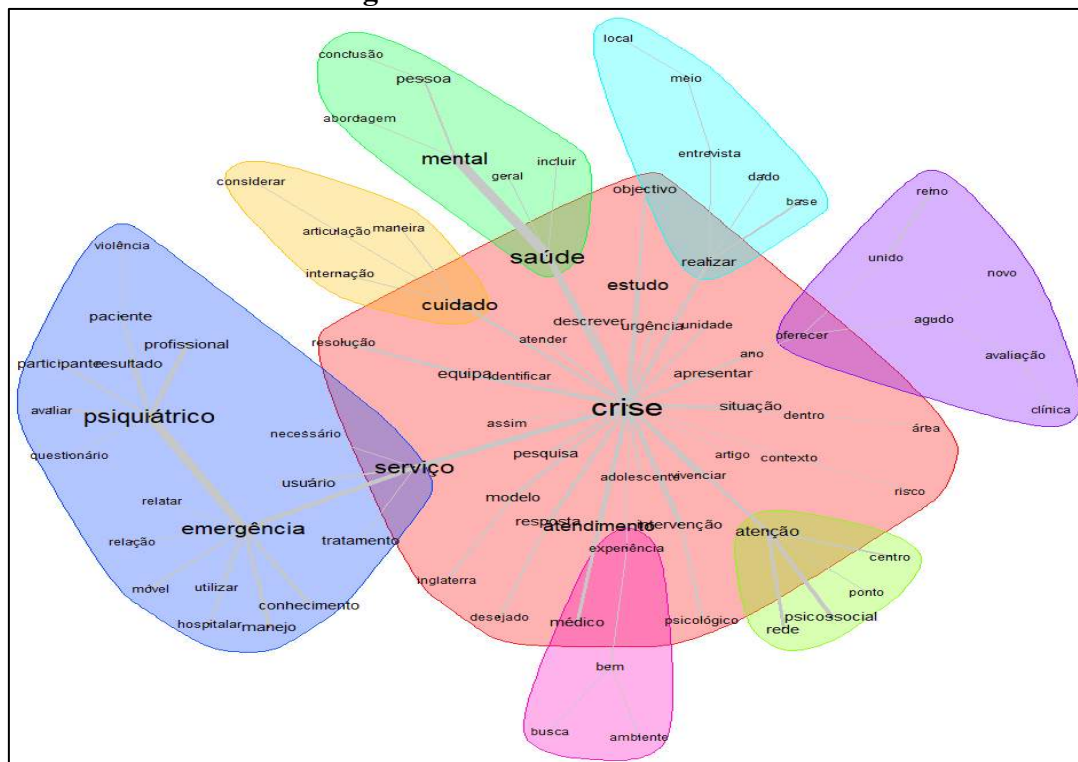 g
local
conclusão
pessoa
meio
abordagem
mental
geral
incluir
entrevista
dado
base
considerar
objectivo
reino
articulação
maneira
saúde
realizar
unido
novo
violência
internação
cuidado
estudo
paciente
descrever
urgência
unidade
oferecer
agudo
profissional
resolução
atender
ano
avaliação
participante
resultado
equipa
identificar
apresentar
avaliar
psiquiátrico
crise
situação
dentro
clínica
necessário
assim
área
questionário
serviço
pesquisa
artigo
contexto
usuário
adolescente
vivenciar
relatar
modelo
risco
emergência
resposta
atendimento
intervenção
atenção
relação
tratamento
experiência
centro
móvel
utilizar
inglaterra
ponto
conhecimento
desejado
médico
psicológico
psicossocial
hospitalar
manejo
rede
bem
busca
ambiente